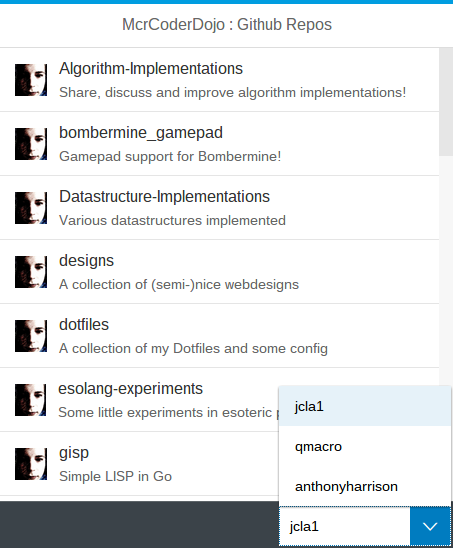 McrCoderDojo : Github Repos
Algorithm-Implementations
Share, discuss and improve algorithm implementations!
bombermine_gamepad
Gamepad support for Bombermine!
Datastructure-Implementations
Various datastructures implemented
designs
A collection of (semi-)nice webdesigns
dotfiles
A collection of my Dotfiles and some config
esolang-experiments
Some little experiments in esoteric
gisp
Simple LISP in Go
jcla1
qmacro
anthonyharrison
jcla1